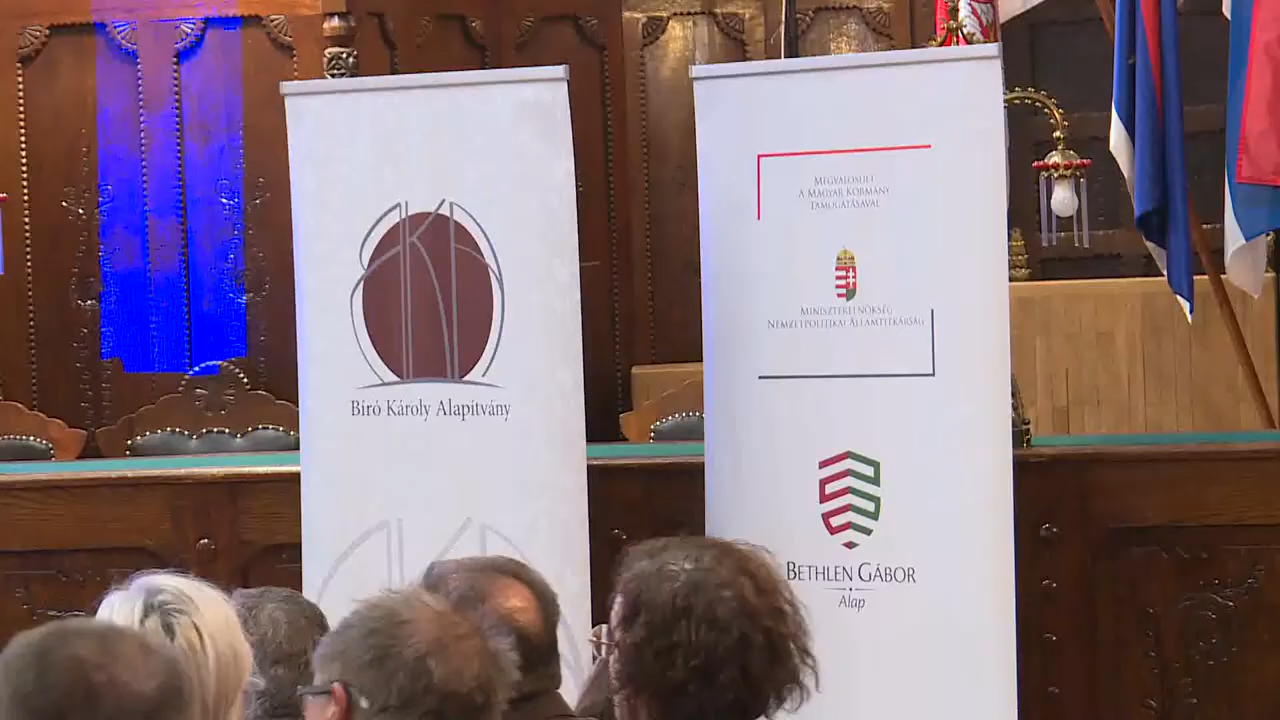 Bíró Károly Alapítvány
Megvalósult
a Magyar Kormány
támogatásával
Miniszterelnökség
Nemzetpolitikai Államtitkárság
Bethlen Gábor
Alap